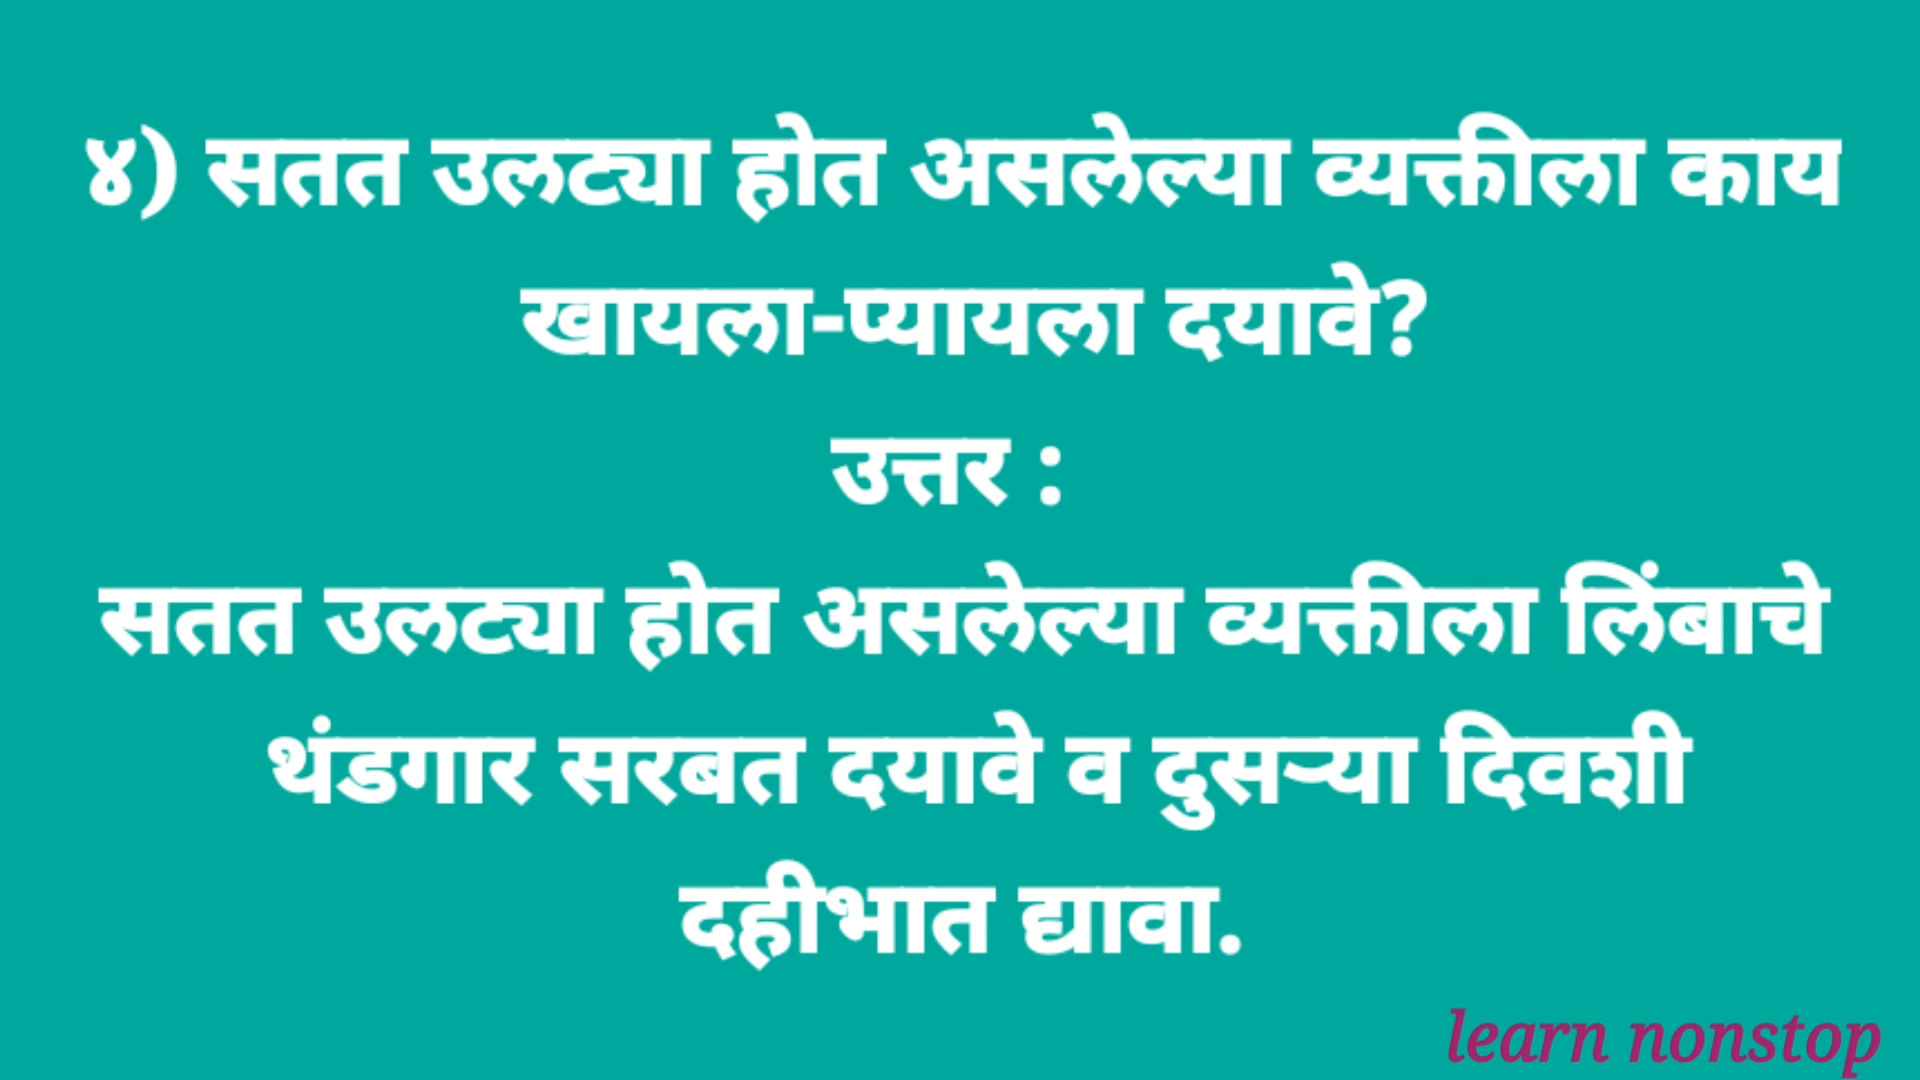 ४) सतत उलट्या होत असलेल्या व्यक्तीला काय
खायला-प्यायला दयावे?
उत्तर :
सतत उलट्या होत असलेल्या व्यक्तीला लिंबाचे
थंडगार सरबत दयावे व दुसऱ्या दिवशी
दहीभात द्यावा.
learn nonstop